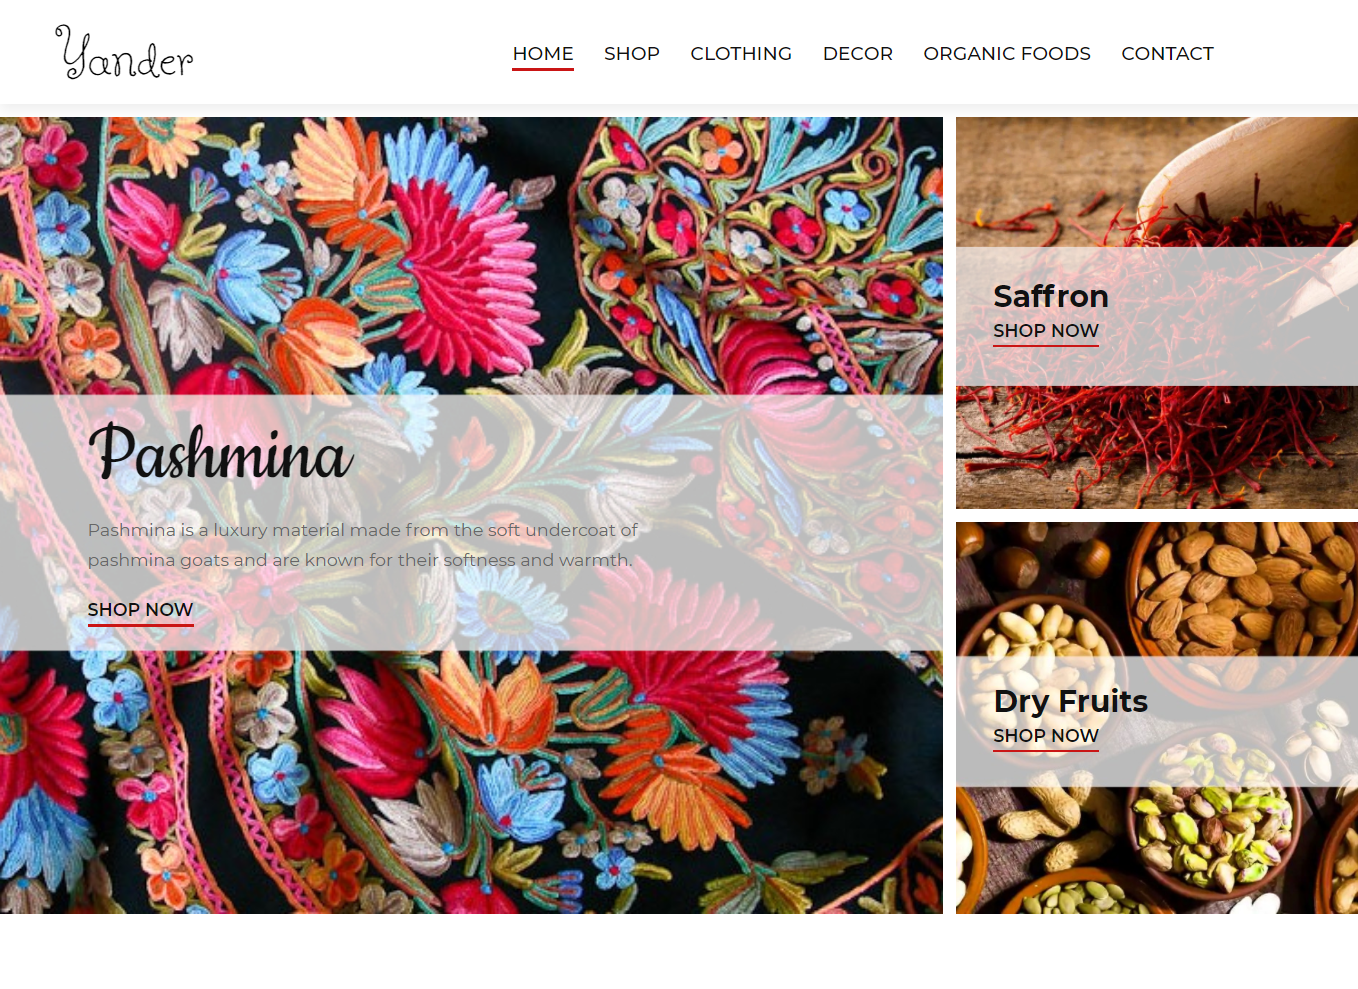 Yander
HOME SHOP CLOTHING DECOR ORGANIC FOODS CONTACT
Pashmina
Pashmina is a luxury material made from the soft undercoat of
pashmina goats and are known for their softness and warmth.
SHOP NOW
Saffron
SHOP NOW
Dry Fruits
SHOP NOW